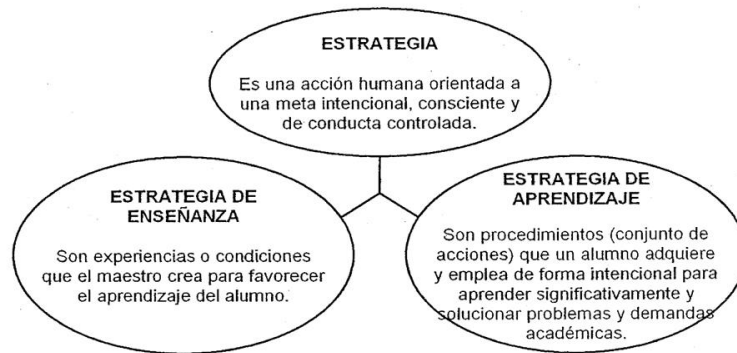 ESTRATEGIA
Es una acción humana orientada a
una meta intencional, consciente y
de conducta controlada.
ESTRATEGIA DE
ENSEÑANZA
Son experiencias o condiciones
que el maestro crea para favorecer
el aprendizaje del alumno.
ESTRATEGIA DE
APRENDIZAJE
Son procedimientos (conjunto de
acciones) que un alumno adquiere
y emplea de forma intencional para
aprender significativamente y
solucionar problemas y demandas
académicas.